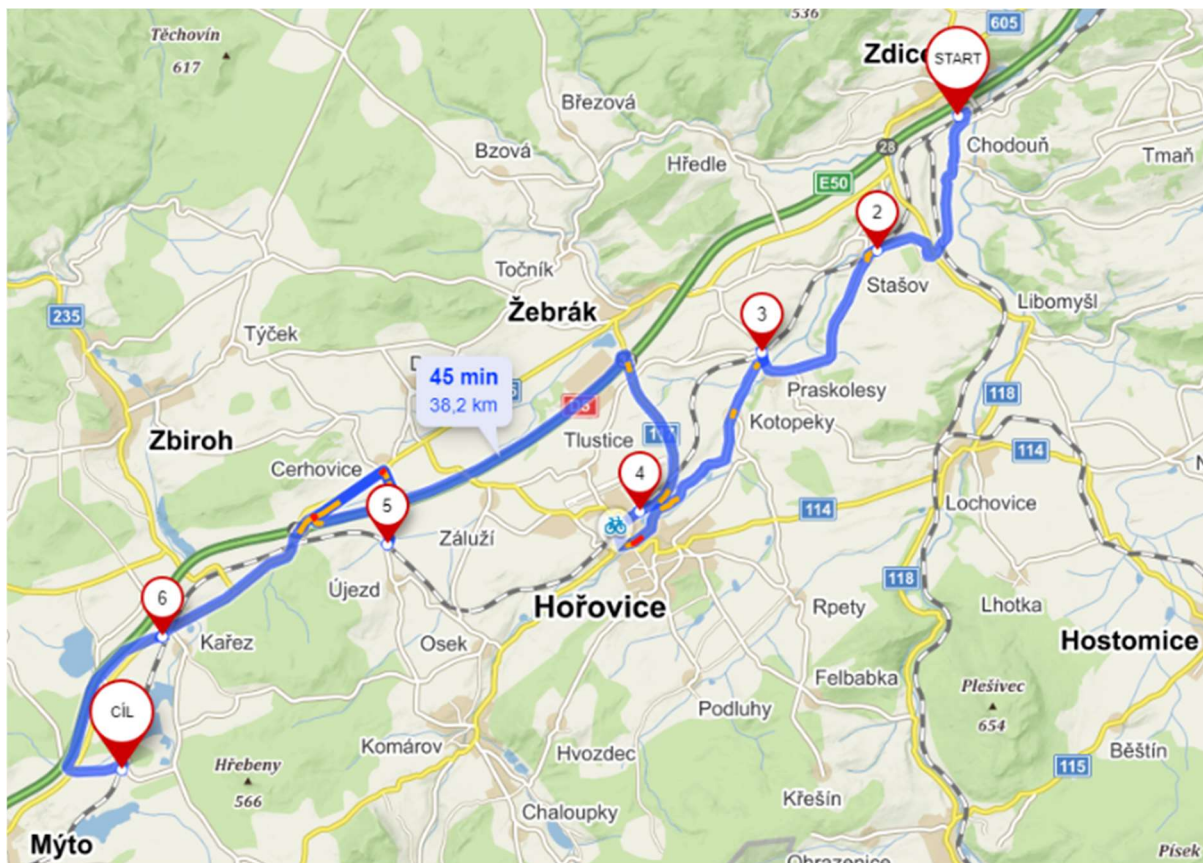 536
605
Těchovín
617
Zdice
START
Březová
Bzová
28
Chodouň
Hředle
Tmaň
E50
2
Točník
Stašov
235
Žebrák
3
Libomyšl
Týček
45 min
38,2 km
D5
Praskolesy
118
Kotopeky
Zbiroh
Tlustice
Cerhovice
114
4
5
Lochovice
114
Záluží
Újezd
118
6
Hořovice
Rpety
Lhotka
Kařez
Osek
Hostomice
Felbabka
Plešivec
654
CÍL
Podluhy
Komárov
Hvozdec
Běštín
Hřebeny
566
115
Křešín
Chaloupky
Mýto
Písek
Obrazenice